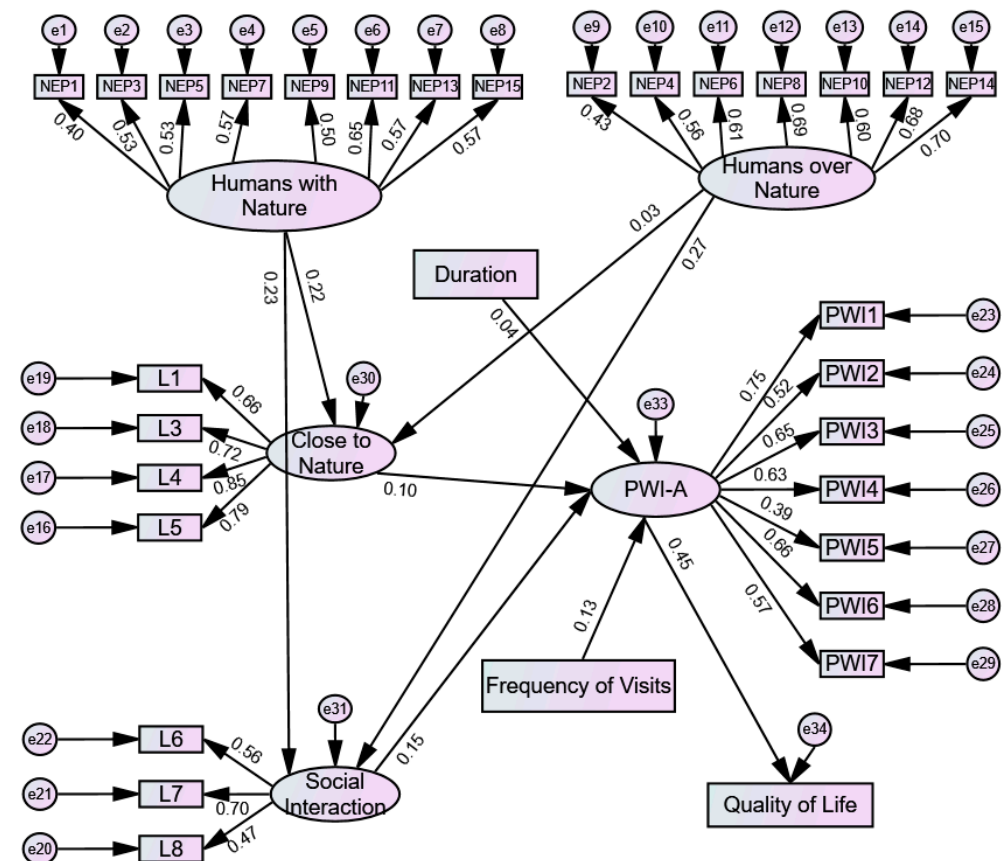 e1 e2 e3 e4 e5 e6 e7 e8
NEP1 NEP3 NEP5 NEP7 NEP9 NEP11 NEP13 NEP15
0.40 0.53 0.53 0.57 0.50 0.65 0.57 0.57
Humans with
Nature
e9 e10 e11 e12 e13 e14 e15
NEP2 NEP4 NEP6 NEP8 NEP10 NEP12 NEP14
0.43 0.56 0.61 0.69 0.60 0.68 0.70
Humans over
Nature
0.23 0.22
0.03
0.27
Duration
0.04
e19 L1 0.66
e18 L3 0.72
e17 L4 0.85
e16 L5 0.79
e30
Close to
Nature
0.10
e33
PWI-A
0.75 PWI1 e23
0.52 PWI2 e24
0.65 PWI3 e25
0.63 PWI4 e26
0.39 PWI5 e27
0.66 PWI6 e28
0.57 PWI7 e29
0.45
0.13
Frequency of Visits
e22 L6 0.56
e21 L7 0.70
e20 L8 0.47
e31
Social
Interaction
0.15
e34
Quality of Life